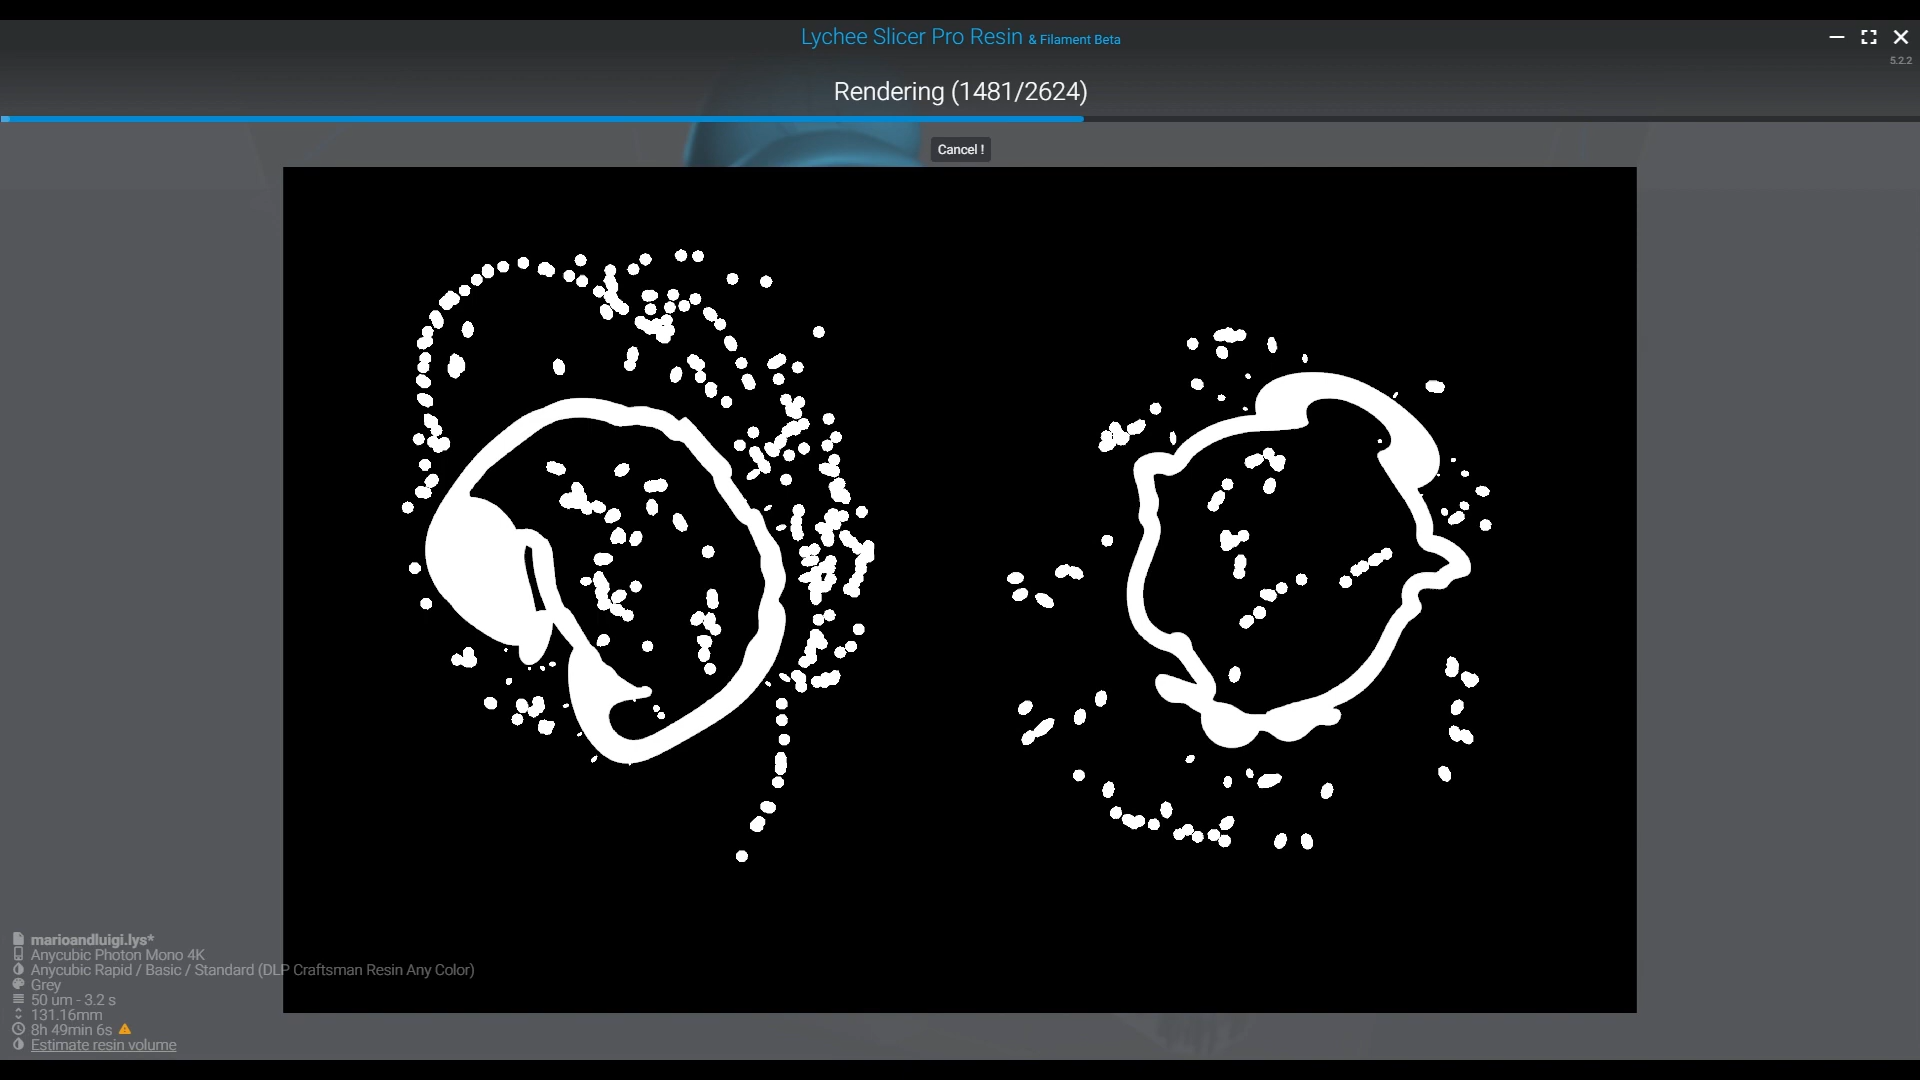 Lychee Slicer Pro Resin & Filament Beta
5.2.2
Rendering (1481/2624)
Cancel !
marioandluigi.lys*
Anycubic Photon Mono 4K
Anycubic Rapid / Basic / Standard (DLP Craftsman Resin Any Color)
Grey
50 um - 3.2 s
131.16mm
8h 49min 6s
Estimate resin volume